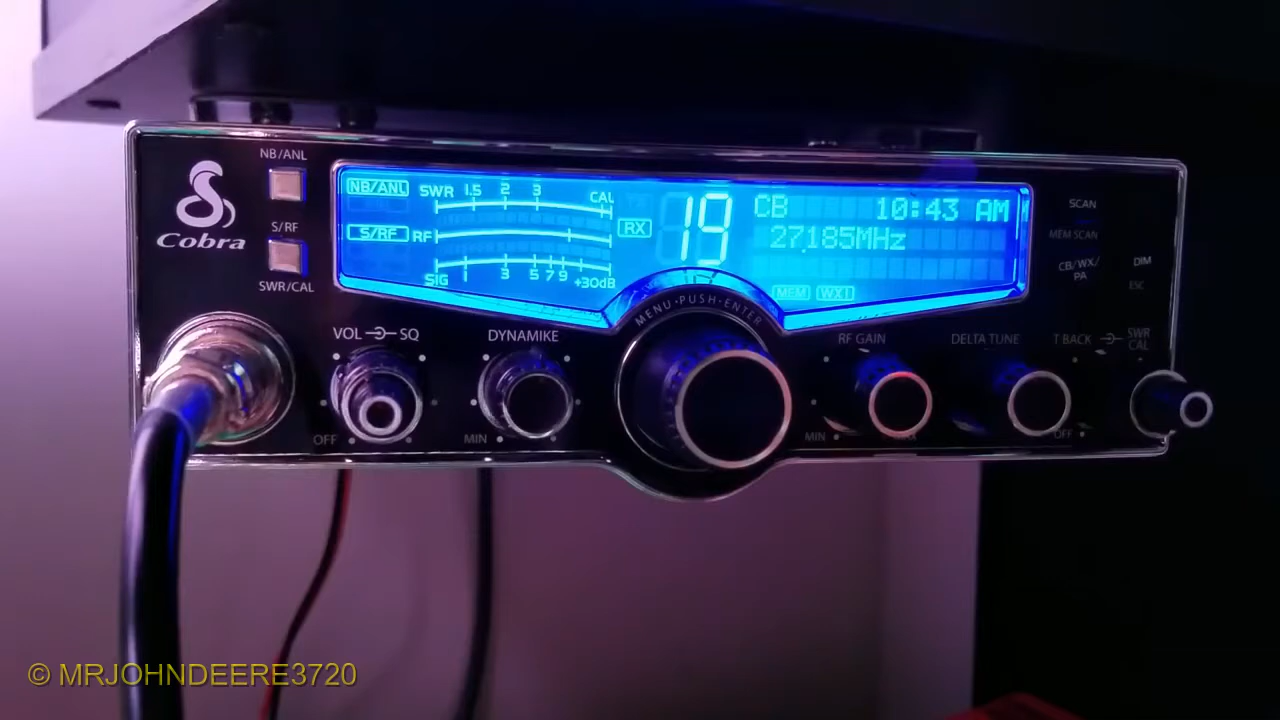 NB/ANL
Cobra
S/RF
SWR/CAL
NB/ANL
S/RF
SWR 1.5 2 3 CAL
RF
SIG 3 5 7 9 +30dB
RX
19
CB 10:43 AM
27.185MHz
MEM WX!
SCAN
MEM SCAN
CB/WX/
PA
DIM
ESC
MENU·PUSH·ENTER
VOL SQ
OFF
DYNAMIKE
MIN
RF GAIN
MIN MAX
DELTA TUNE
OFF
T BACK
SWR
CAL
© MRJOHNDEERE3720